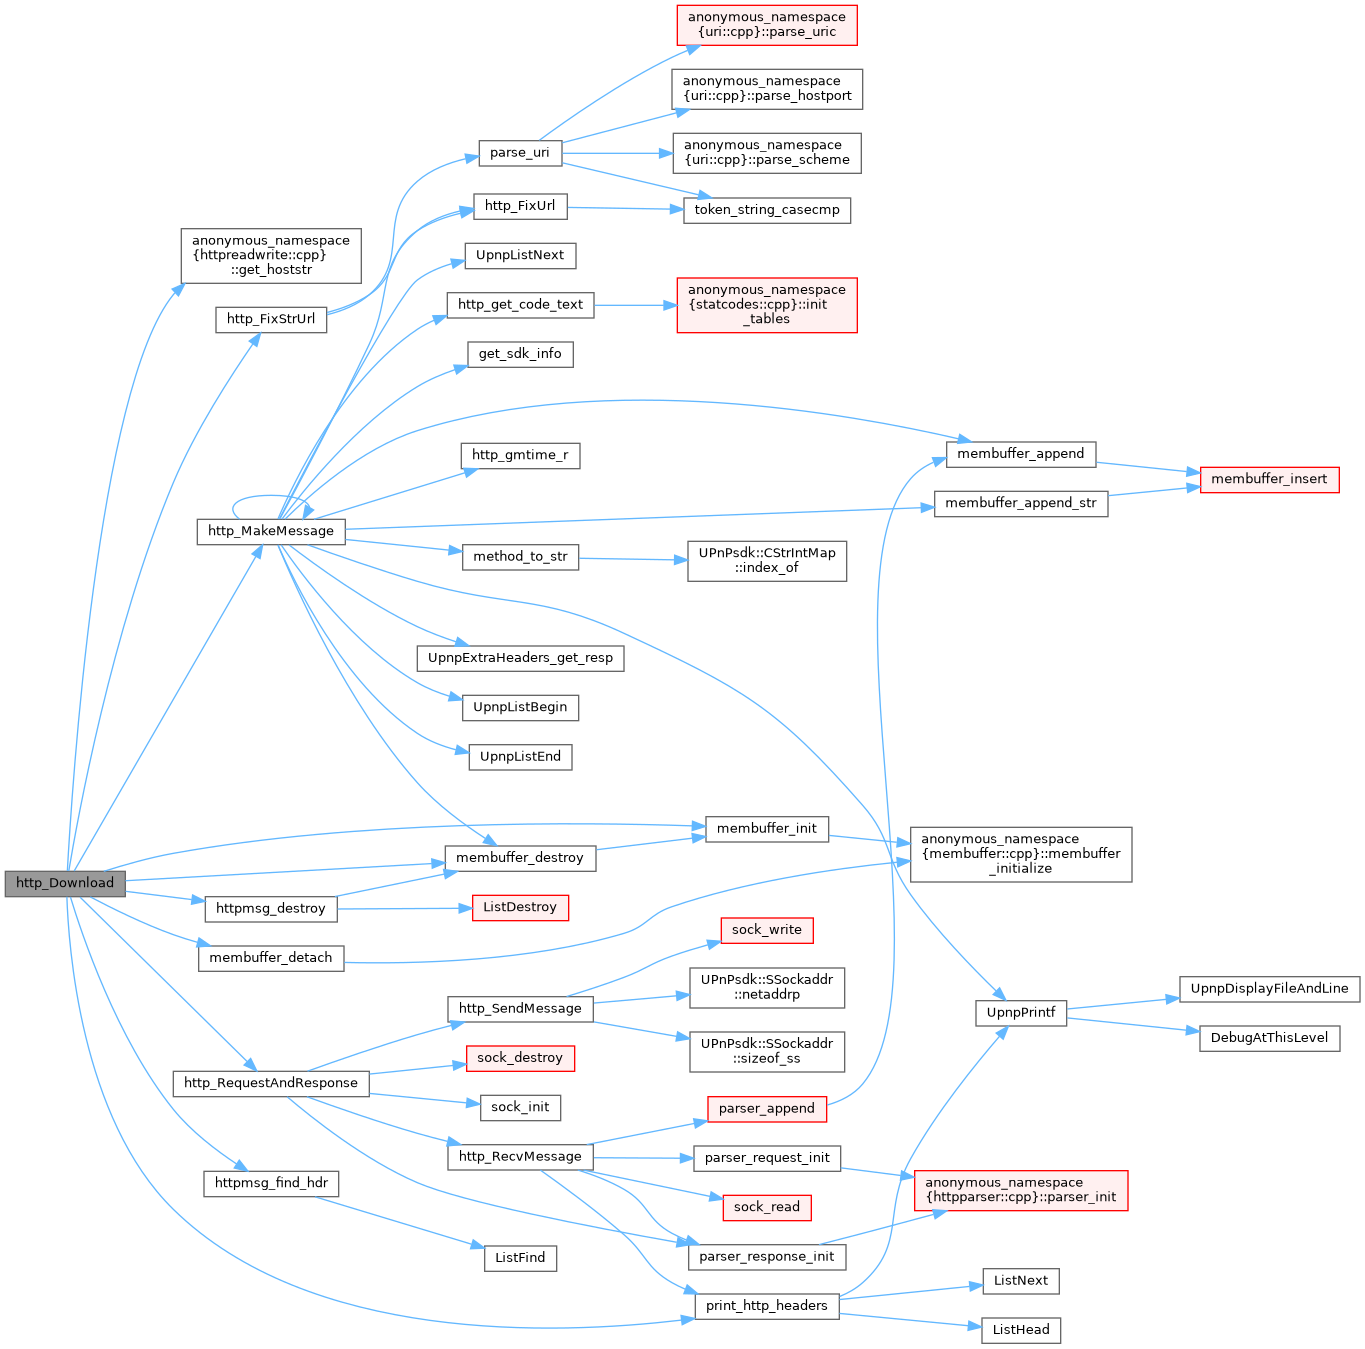 anonymous_namespace
{uri::cpp}::parse_uric
anonymous_namespace
{uri::cpp}::parse_hostport
anonymous_namespace
{uri::cpp}::parse_scheme
parse_uri
token_string_casecmp
http_FixUrl
anonymous_namespace
{httpreadwrite::cpp}
::get_hoststr
UpnpListNext
http_get_code_text
anonymous_namespace
{statcodes::cpp}::init
_tables
http_FixStrUrl
get_sdk_info
http_gmtime_r
membuffer_append
membuffer_insert
membuffer_append_str
http_MakeMessage
method_to_str
UPnPsdk::CStrIntMap
::index_of
UpnpExtraHeaders_get_resp
UpnpListBegin
UpnpListEnd
membuffer_init
anonymous_namespace
{membuffer::cpp}::membuffer
_initialize
membuffer_destroy
http_Download
httpmsg_destroy
ListDestroy
membuffer_detach
sock_write
UPnPsdk::SSockaddr
::netaddrp
http_SendMessage
UPnPsdk::SSockaddr
::sizeof_ss
UpnpPrintf
UpnpDisplayFileAndLine
DebugAtThisLevel
http_RequestAndResponse
sock_destroy
sock_init
parser_append
http_RecvMessage
parser_request_init
anonymous_namespace
{httpparser::cpp}::parser_init
httpmsg_find_hdr
sock_read
ListFind
parser_response_init
print_http_headers
ListNext
ListHead